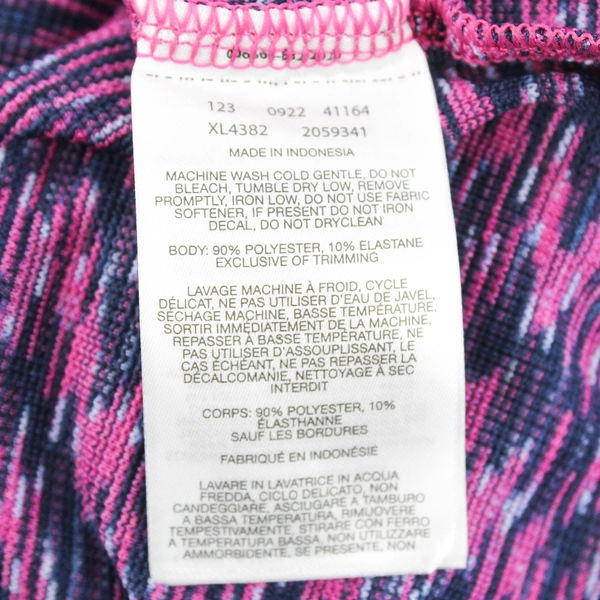 123 0922 41164
XL4382 2059341
MADE IN INDONESIA
MACHINE WASH COLD GENTLE, DO NOT
BLEACH, TUMBLE DRY LOW, REMOVE
PROMPTLY, IRON LOW, DO NOT USE FABRIC
SOFTENER, IF PRESENT DO NOT IRON
DECAL, DO NOT DRYCLEAN
BODY: 90% POLYESTER, 10% ELASTANE
EXCLUSIVE OF TRIMMING
LAVAGE MACHINE À FROID, CYCLE
DÉLICAT, NE PAS UTILISER D'EAU DE JAVEL,
SÉCHAGE MACHINE, BASSE TEMPÉRATURE,
SORTIR IMMÉDIATEMENT DE LA MACHINE,
REPASSER À BASSE TEMPÉRATURE, NE
PAS UTILISER D'ASSOUPLISSANT, LE
CAS ÉCHÉANT, NE PAS REPASSER LA
DÉCALCOMANIE, NETTOYAGE À SEC
INTERDIT
CORPS: 90% POLYESTER, 10%
ÉLASTHANNE
SAUF LES BORDURES
FABRIQUÉ EN INDONÉSIE
LAVARE IN LAVATRICE IN ACQUA
FREDDA, CICLO DELICATO, NON
CANDEGGIARE, ASCIUGARE A TAMBURO
A BASSA TEMPERATURA, RIMUOVERE
TEMPESTIVAMENTE, STIRARE CON FERRO
A BASSA TEMPERATURA, NON UTILIZZARE
AMMORBIDENTE, SE PRESENTE, NON